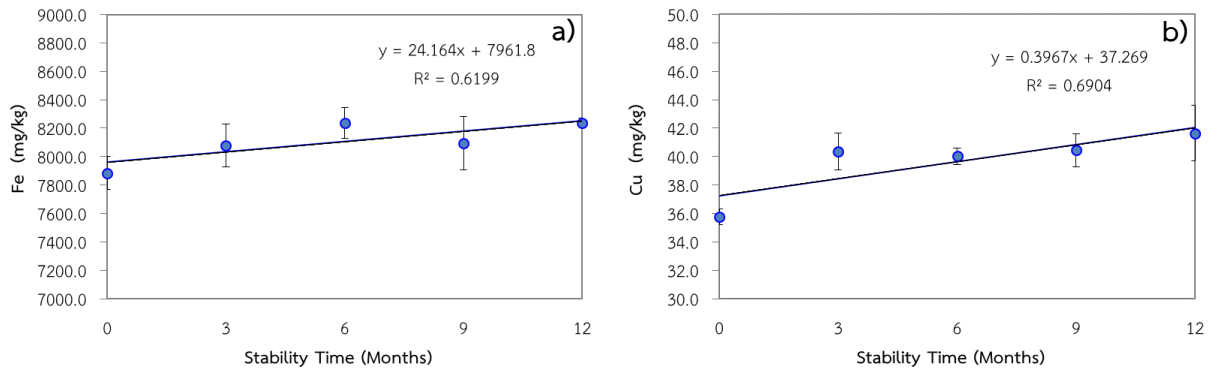 a)
y = 24.164x + 7961.8
R² = 0.6199
Fe (mg/kg)
9000.0
8800.0
8600.0
8400.0
8200.0
8000.0
7800.0
7600.0
7400.0
7200.0
7000.0
0 3 6 9 12
Stability Time (Months)
b)
y = 0.3967x + 37.269
R² = 0.6904
Cu (mg/kg)
50.0
48.0
46.0
44.0
42.0
40.0
38.0
36.0
34.0
32.0
30.0
0 3 6 9 12
Stability Time (Months)